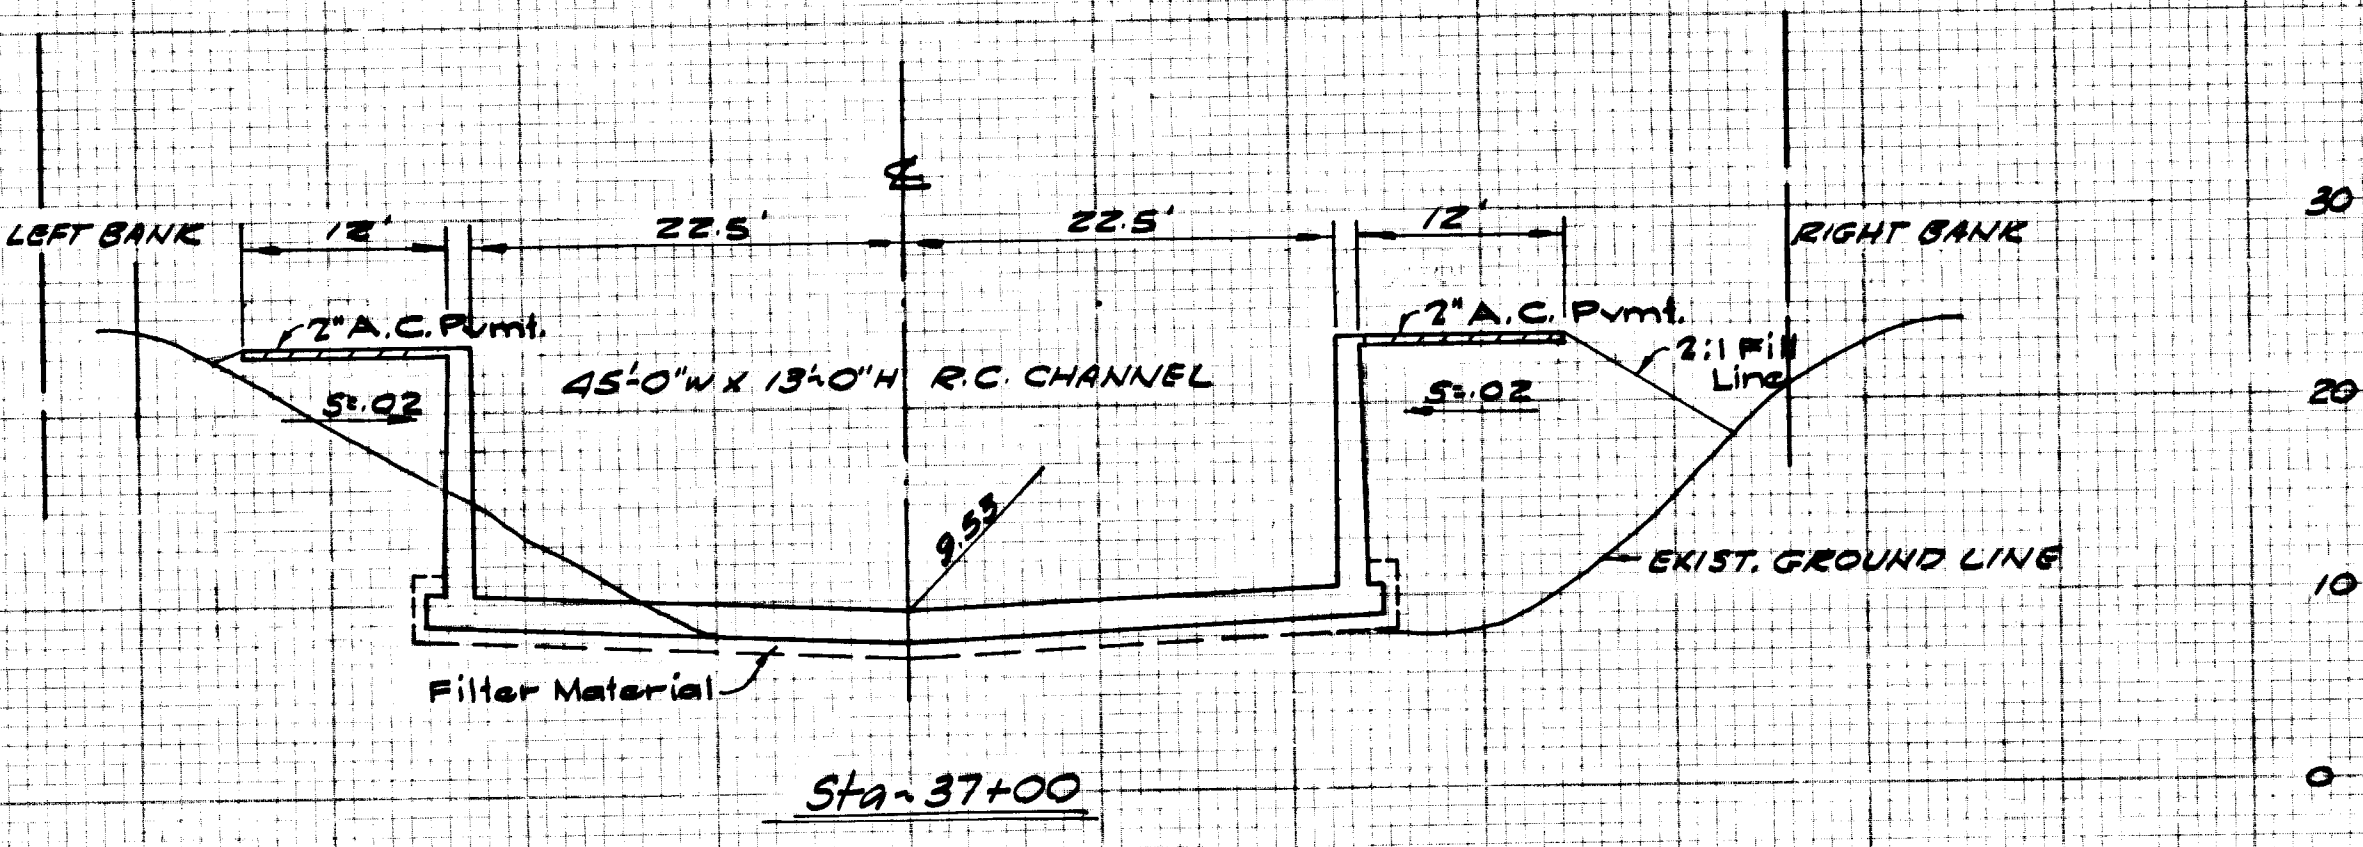 ℄
30
LEFT BANK
12'
22.5'
22.5'
12'
RIGHT BANK
2" A.C. Pvmt.
2" A.C. Pvmt.
2:1 Fill
Line
45'-0"W x 13'-0"H R.C. CHANNEL
S=.02
S=.02
20
9.53
EXIST. GROUND LINE
10
Filter Material
0
Sta~37+00